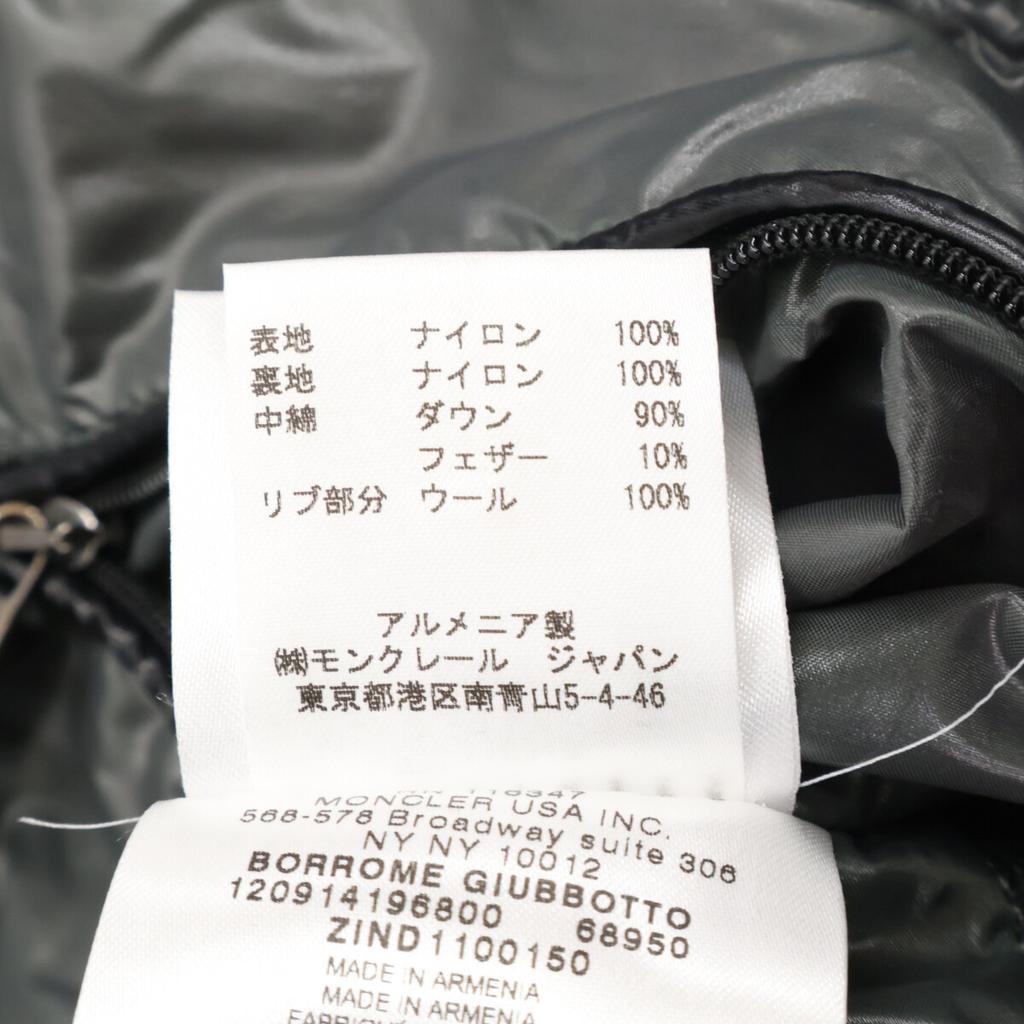 表地 ナイロン 100%
裏地 ナイロン 100%
中綿 ダウン 90%
フェザー 10%
リブ部分 ウール 100%
アルメニア製
㈱モンクレール ジャパン
東京都港区南青山5-4-46
116347
MONCLER USA INC.
568-578 Broadway suite 306
NY NY 10012
BORROME GIUBBOTTO
120914196800 68950
ZIND1100150
MADE IN ARMENIA
MADE IN ARMENIA